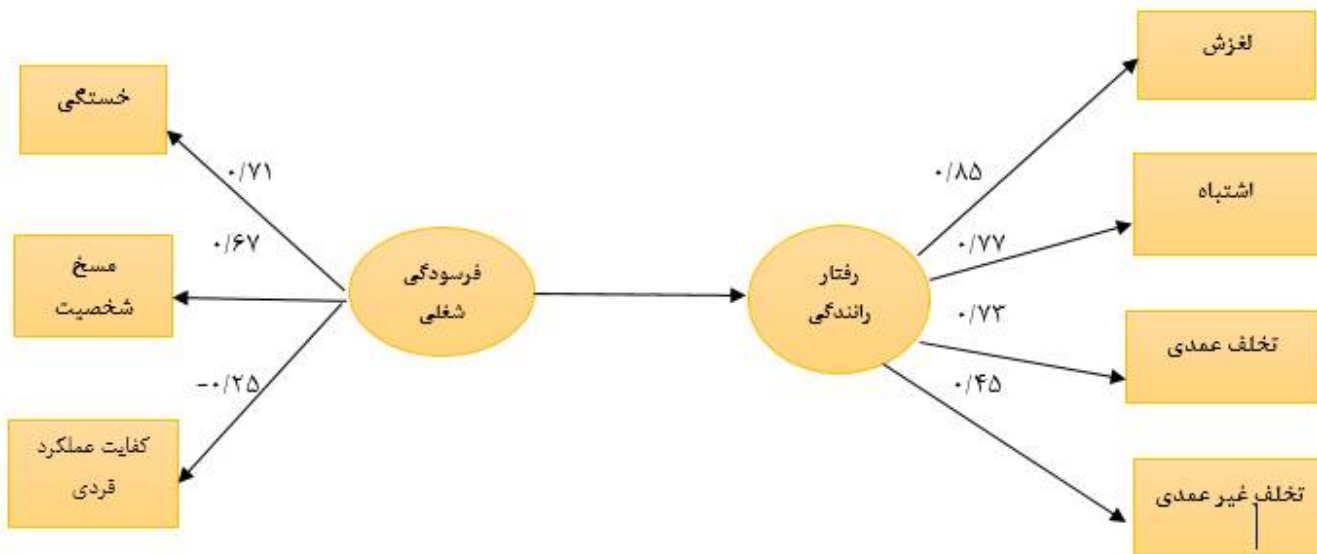 لغزش
خستگی
۰/۷۱
۰/۸۵
اشتباه
۰/۶۷
۰/۷۷
مسخ
شخصیت
فرسودگی
شغلی
رفتار
رانندگی
۰/۷۳
تخلف عمدی
-۰/۲۵
۰/۴۵
کفایت عملکرد
قردی
تخلف غیر عمدی